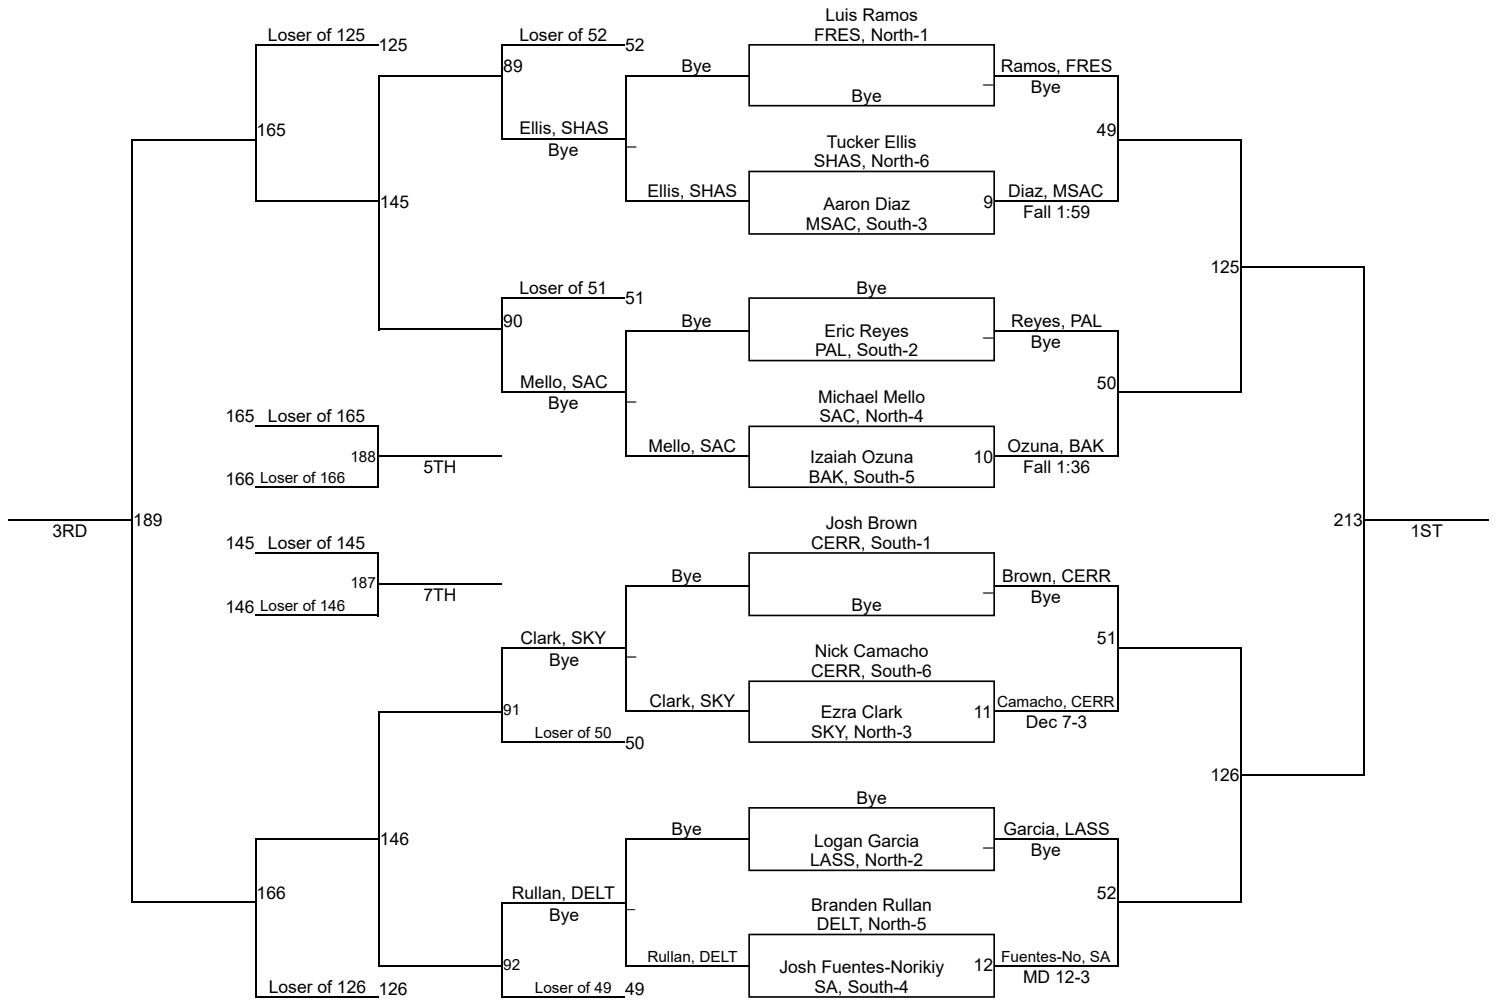 Luis Ramos
Loser of 125
125
Loser of 52
52
FRES, North-1
89
Bye
Ramos, FRES
Bye
Bye
165
Ellis, SHAS
Bye
49
Tucker Ellis
SHAS, North-6
145
Ellis, SHAS
Aaron Diaz
MSAC, South-3
9
Diaz, MSAC
Fall 1:59
125
Loser of 51
51
Bye
90
Bye
Eric Reyes
PAL, South-2
Reyes, PAL
Bye
Mello, SAC
Bye
50
Michael Mello
SAC, North-4
165
Loser of 165
Mello, SAC
Izaiah Ozuna
BAK, South-5
10
Ozuna, BAK
Fall 1:36
188
5TH
166
Loser of 166
3RD
189
213
1ST
Josh Brown
CERR, South-1
145
Loser of 145
187
7TH
146
Loser of 146
Bye
Bye
Brown, CERR
Bye
Clark, SKY
Bye
51
Nick Camacho
CERR, South-6
91
Clark, SKY
Ezra Clark
SKY, North-3
11
Camacho, CERR
Dec 7-3
Loser of 50
50
126
Bye
146
Bye
Logan Garcia
LASS, North-2
Garcia, LASS
Bye
166
Rullan, DELT
Bye
52
Branden Rullan
DELT, North-5
92
Rullan, DELT
Josh Fuentes-Norikiy
SA, South-4
12
Fuentes-No, SA
MD 12-3
Loser of 126
126
Loser of 49
49